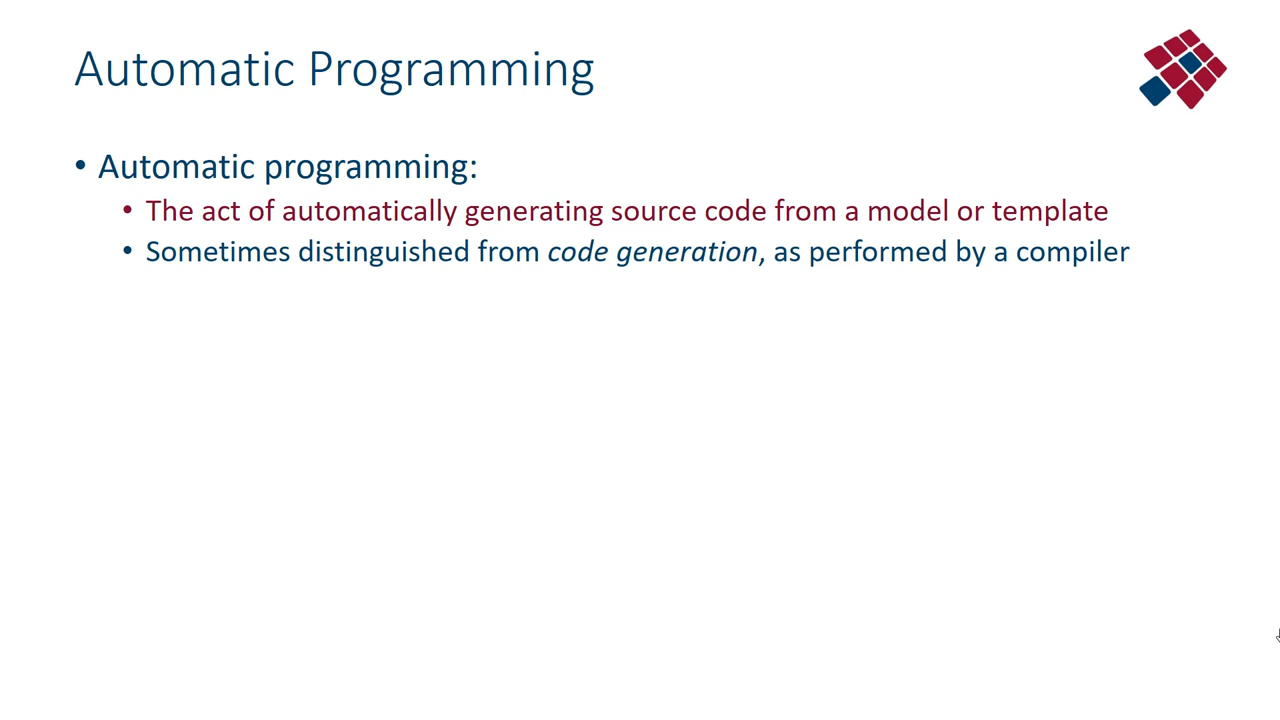 Automatic Programming
• Automatic programming:
• The act of automatically generating source code from a model or template
• Sometimes distinguished from code generation, as performed by a compiler